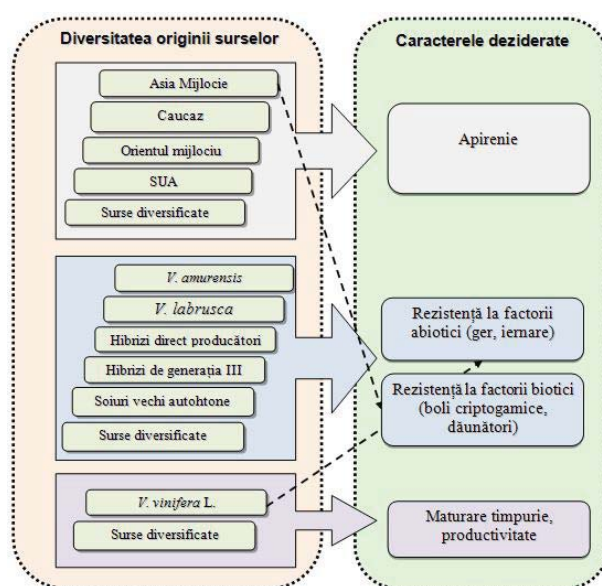 Diversitatea originii surselor
Asia Mijlocie
Caucaz
Orientul mijlociu
SUA
Surse diversificate
V. amurensis
V. labrusca
Hibrizi direct producători
Hibrizi de generația III
Soiuri vechi autohtone
Surse diversificate
V. vinifera L.
Surse diversificate
Caracterele deziderate
Apirenie
Rezistență la factorii
abiotici (ger, iernare)
Rezistență la factorii biotici
(boli criptogamice,
dăunători)
Maturare timpurie,
productivitate